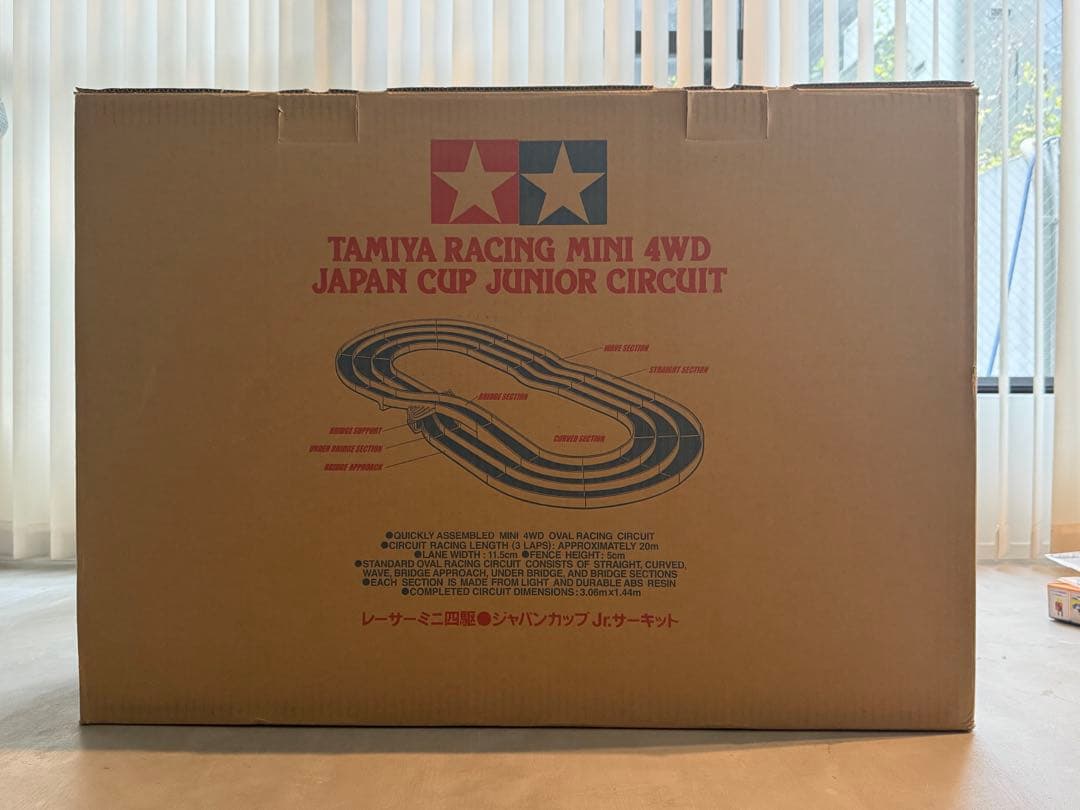 TAMIYA RACING MINI 4WD
JAPAN CUP JUNIOR CIRCUIT
WAVE SECTION
STRAIGHT SECTION
BRIDGE SECTION
BRIDGE SUPPORT
CURVED SECTION
UNDER BRIDGE SECTION
BRIDGE APPROACH
●QUICKLY ASSEMBLED MINI 4WD OVAL RACING CIRCUIT
●CIRCUIT RACING LENGTH (3 LAPS): APPROXIMATELY 20m
●LANE WIDTH : 11.5cm ●FENCE HEIGHT: 5cm
●STANDARD OVAL RACING CIRCUIT CONSISTS OF STRAIGHT, CURVED,
WAVE, BRIDGE APPROACH, UNDER BRIDGE, AND BRIDGE SECTIONS
●EACH SECTION IS MADE FROM LIGHT AND DURABLE ABS RESIN
●COMPLETED CIRCUIT DIMENSIONS : 3.06m×1.44m
レーサーミニ四駆●ジャパンカップ Jr.サーキット